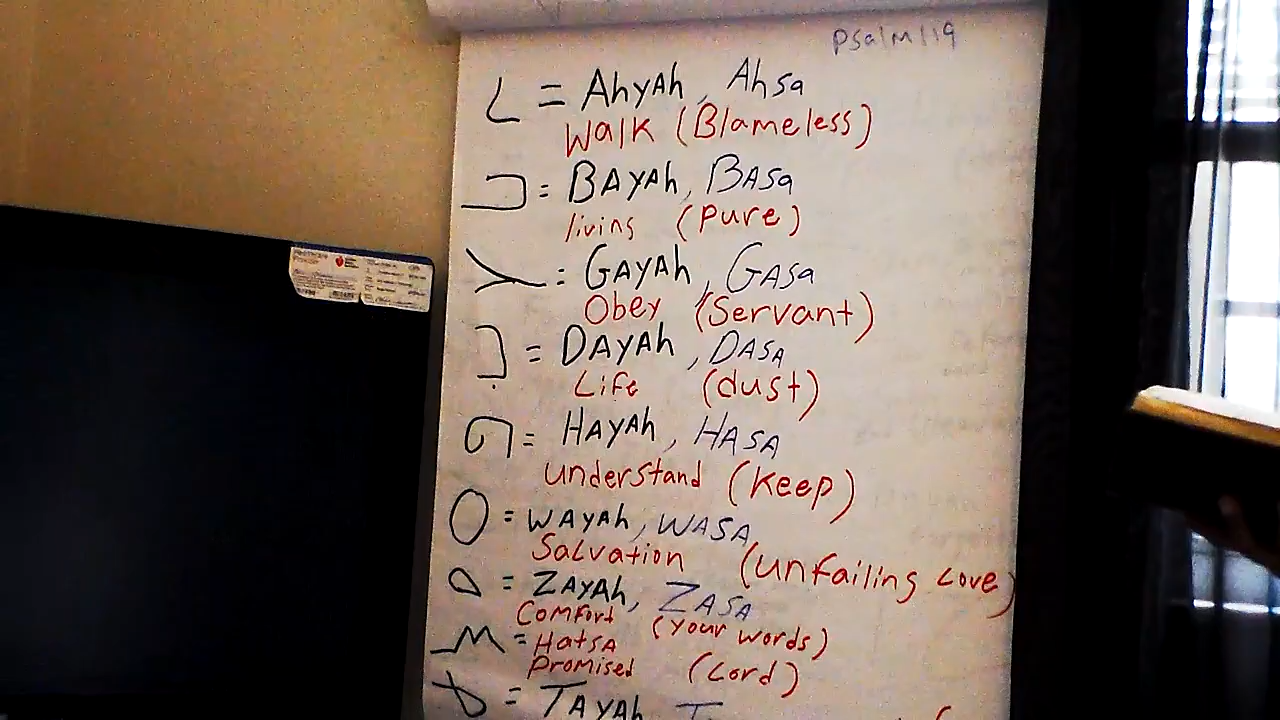 Psalm 119
= AhyAh, Ahsa
Walk (Blameless)
= BAYAh, BASa
living (Pure)
= GAYAh, GASa
Obey (Servant)
= DAYAh, DASA
Life (dust)
= HAYAh, HASA
Understand (Keep)
= WAYAh, WASA
Salvation (Unfailing Love)
= ZAYAh, ZASA
Comfort (Your words)
= HatsA
Promised (Lord)
= TAYAh